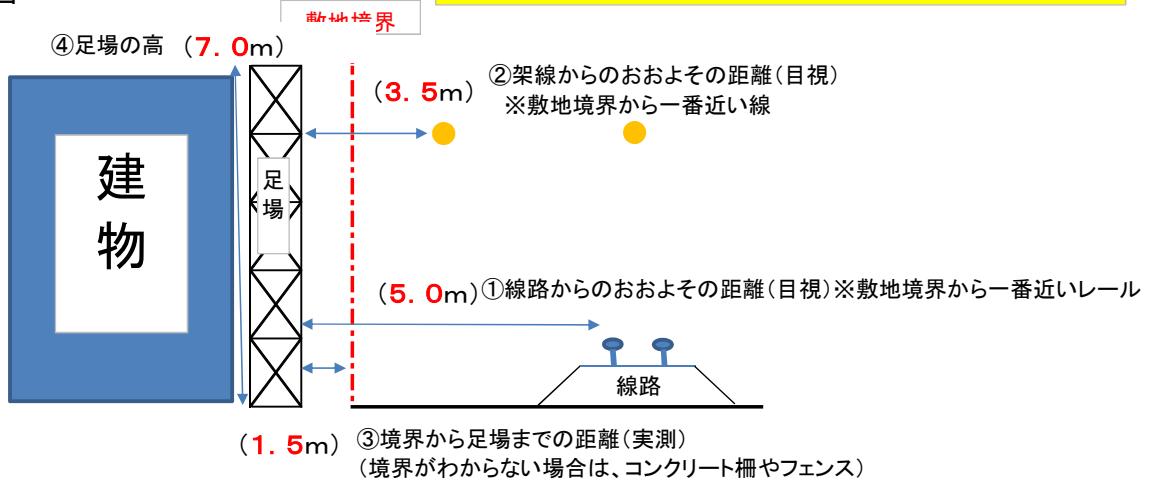 敷地境界
④足場の高 （7．0m）
（3．5m） ②架線からのおおよその距離（目視）
※敷地境界から一番近い線
建物
足場
（5．0m）①線路からのおおよその距離（目視）※敷地境界から一番近いレール
線路
（1．5m） ③境界から足場までの距離（実測）
（境界がわからない場合は、コンクリート柵やフェンス）